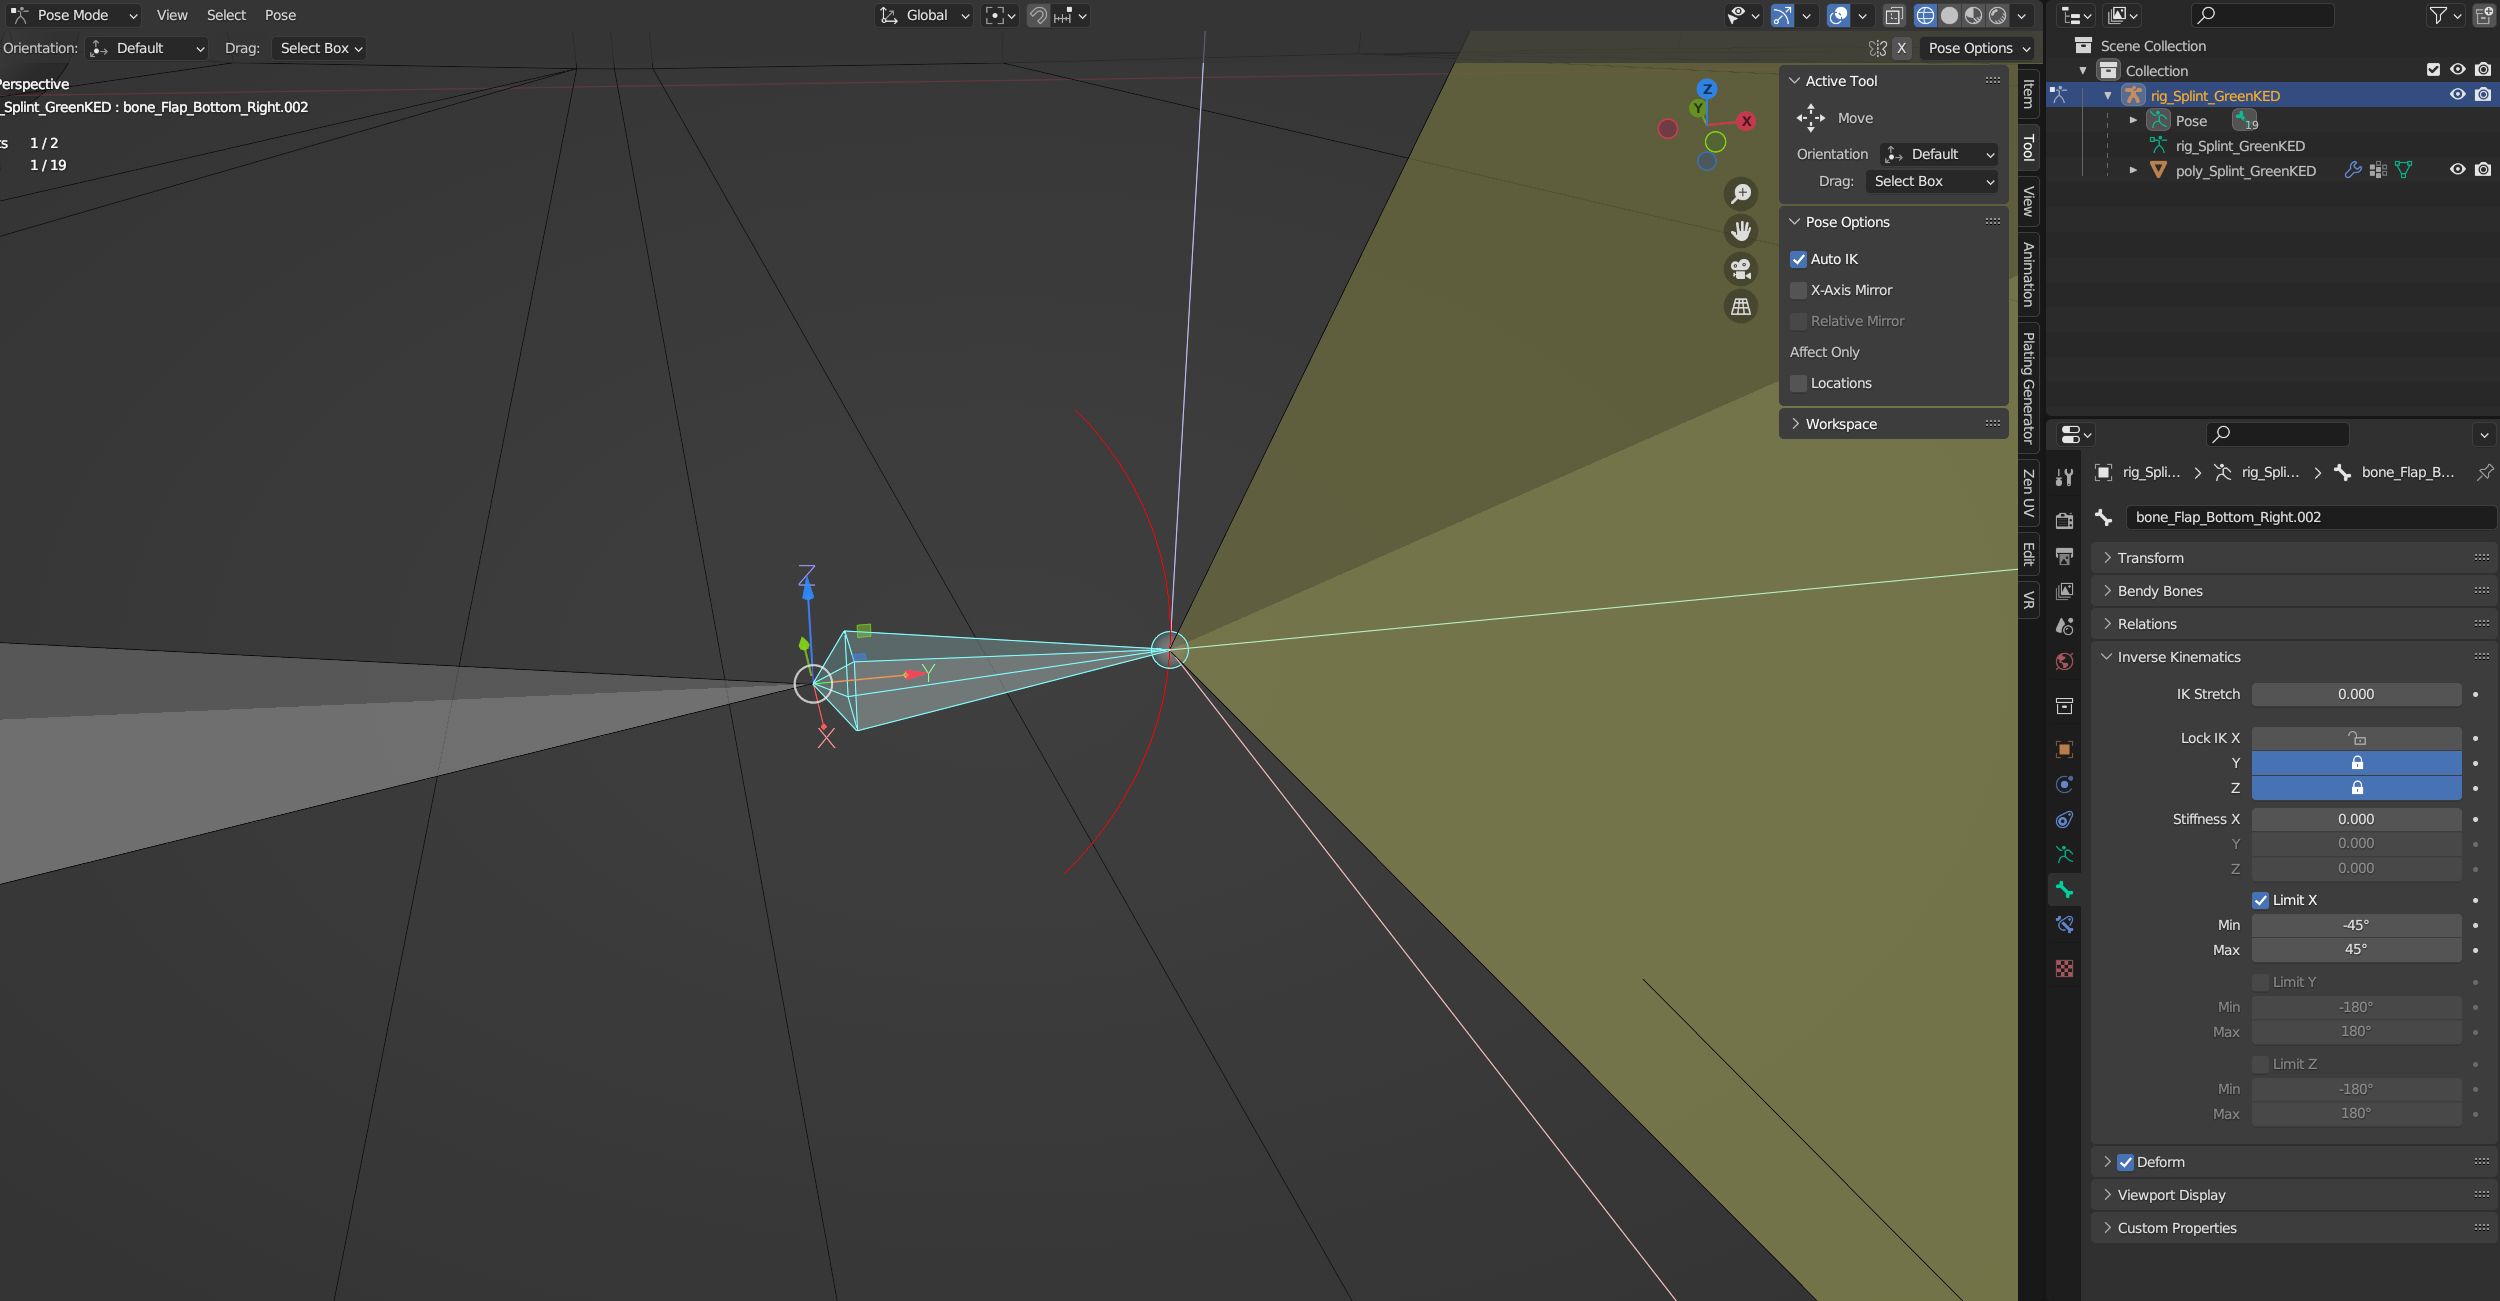 Pose Mode View Select Pose Global
Orientation: Default Drag: Select Box X Pose Options
Perspective
_Splint_GreenKED : bone_Flap_Bottom_Right.002
ts 1 / 2
1 / 19
Z
Y
X
Z
Y
X
Active Tool
Move
Orientation Default
Drag: Select Box
Pose Options
Auto IK
X-Axis Mirror
Relative Mirror
Affect Only
Locations
Workspace
Item
Tool
View
Animation
Plating Generator
Zen UV
Edit
VR
Scene Collection
Collection
rig_Splint_GreenKED
Pose 19
rig_Splint_GreenKED
poly_Splint_GreenKED
rig_Spli... rig_Spli... bone_Flap_B...
bone_Flap_Bottom_Right.002
Transform
Bendy Bones
Relations
Inverse Kinematics
IK Stretch 0.000
Lock IK X
Y
Z
Stiffness X 0.000
Y 0.000
Z 0.000
Limit X
Min -45°
Max 45°
Limit Y
Min -180°
Max 180°
Limit Z
Min -180°
Max 180°
Deform
Viewport Display
Custom Properties